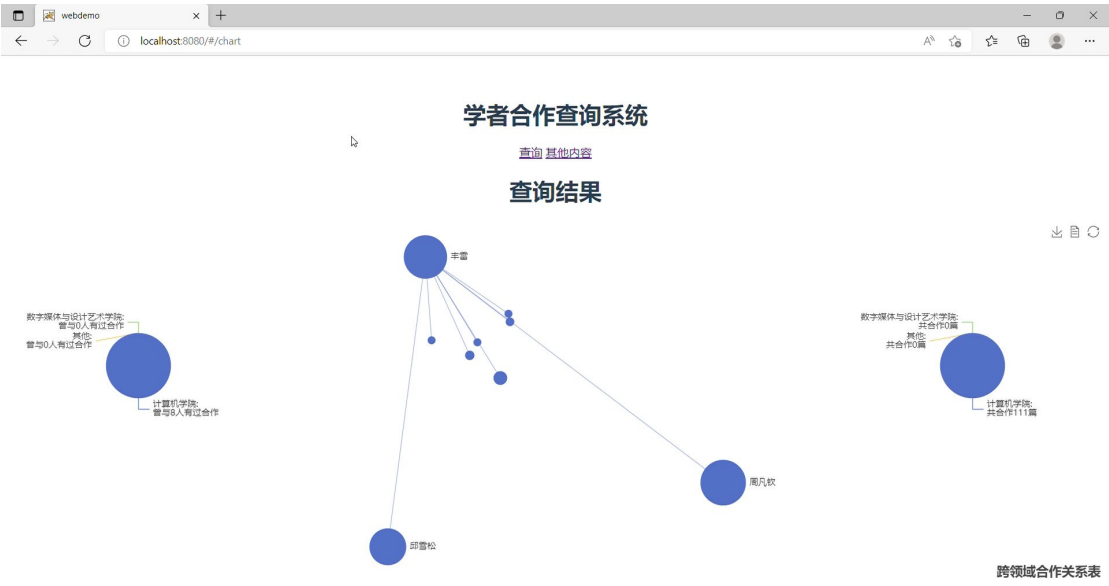 webdemo
localhost:8080/#/chart
学者合作查询系统
查询 其他内容
查询结果
丰雷
数字媒体与设计艺术学院:
曾与0人有过合作
其他:
曾与0人有过合作
计算机学院:
曾与8人有过合作
数字媒体与设计艺术学院:
共合作0篇
其他:
共合作0篇
计算机学院:
共合作111篇
周凡钦
邱雪松
跨领域合作关系表